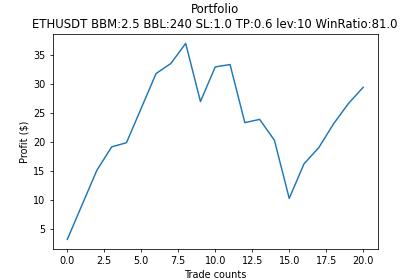 Portfolio
ETHUSDT BBM:2.5 BBL:240 SL:1.0 TP:0.6 lev:10 WinRatio:81.0
Profit ($)
35
30
25
20
15
10
5
0.0 2.5 5.0 7.5 10.0 12.5 15.0 17.5 20.0
Trade counts